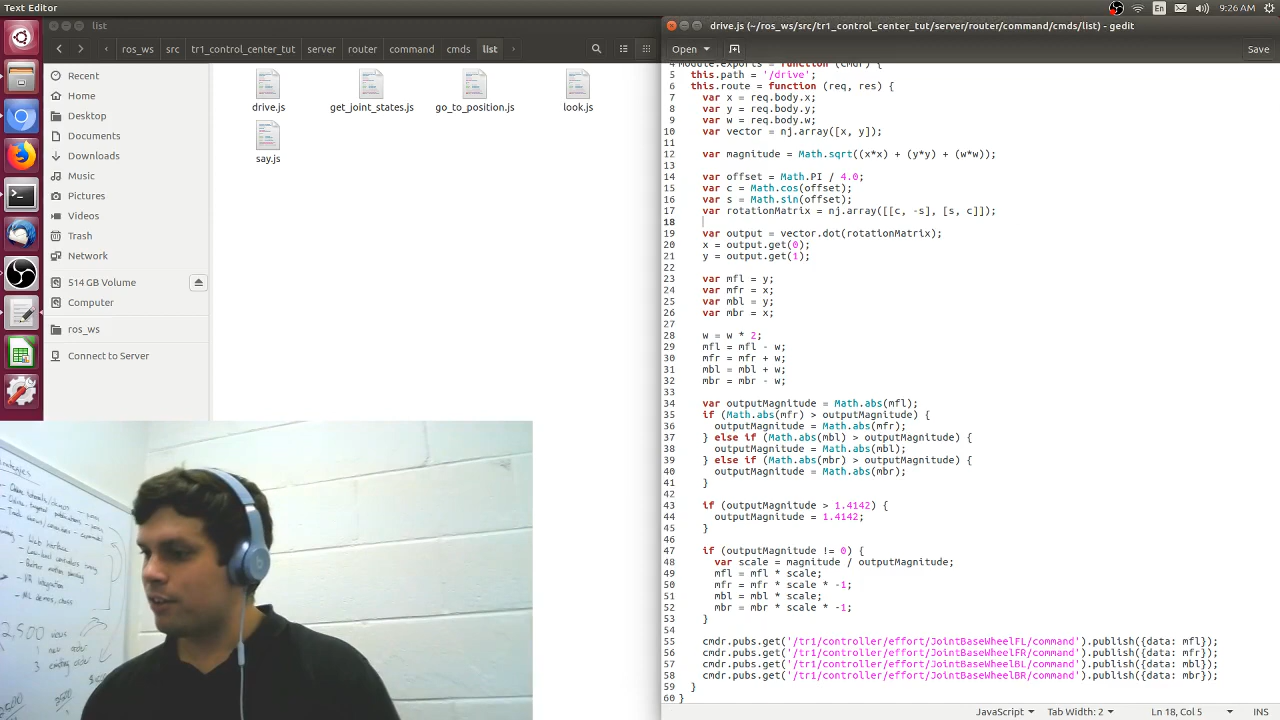 Text Editor
En
9:26 AM
list
drive.js (~/ros_ws/src/tr1_control_center_tut/server/router/command/cmds/list) - gedit
ros_ws src tr1_control_center_tut server router command cmds list
Open
Save
Recent
Home
Desktop
Documents
Downloads
Music
Pictures
Videos
Trash
Network
514 GB Volume
Computer
ros_ws
Connect to Server
drive.js
get_joint_states.js
go_to_position.js
look.js
say.js
4 module.exports = function (cmdr) {
5 this.path = '/drive';
6 this.route = function (req, res) {
7 var x = req.body.x;
8 var y = req.body.y;
9 var w = req.body.w;
10 var vector = nj.array([x, y]);
11
12 var magnitude = Math.sqrt((x*x) + (y*y) + (w*w));
13
14 var offset = Math.PI / 4.0;
15 var c = Math.cos(offset);
16 var s = Math.sin(offset);
17 var rotationMatrix = nj.array([[c, -s], [s, c]]);
18
19 var output = vector.dot(rotationMatrix);
20 x = output.get(0);
21 y = output.get(1);
22
23 var mfl = y;
24 var mfr = x;
25 var mbl = y;
26 var mbr = x;
27
28 w = w * 2;
29 mfl = mfl - w;
30 mfr = mfr + w;
31 mbl = mbl + w;
32 mbr = mbr - w;
33
34 var outputMagnitude = Math.abs(mfl);
35 if (Math.abs(mfr) > outputMagnitude) {
36 outputMagnitude = Math.abs(mfr);
37 } else if (Math.abs(mbl) > outputMagnitude) {
38 outputMagnitude = Math.abs(mbl);
39 } else if (Math.abs(mbr) > outputMagnitude) {
40 outputMagnitude = Math.abs(mbr);
41 }
42
43 if (outputMagnitude > 1.4142) {
44 outputMagnitude = 1.4142;
45 }
46
47 if (outputMagnitude != 0) {
48 var scale = magnitude / outputMagnitude;
49 mfl = mfl * scale;
50 mfr = mfr * scale * -1;
51 mbl = mbl * scale;
52 mbr = mbr * scale * -1;
53 }
54
55 cmdr.pubs.get('/tr1/controller/effort/JointBaseWheelFL/command').publish({data: mfl});
56 cmdr.pubs.get('/tr1/controller/effort/JointBaseWheelFR/command').publish({data: mfr});
57 cmdr.pubs.get('/tr1/controller/effort/JointBaseWheelBL/command').publish({data: mbl});
58 cmdr.pubs.get('/tr1/controller/effort/JointBaseWheelBR/command').publish({data: mbr});
59 }
60 }
JavaScript
Tab Width: 2
Ln 18, Col 5
INS